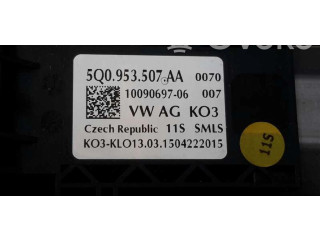 5Q0.953.507.AA 0070
10090697-06 007
VW AG KO3
Czech Republic 11S SMLS
KO3-KLO13.03.1504222015
11S